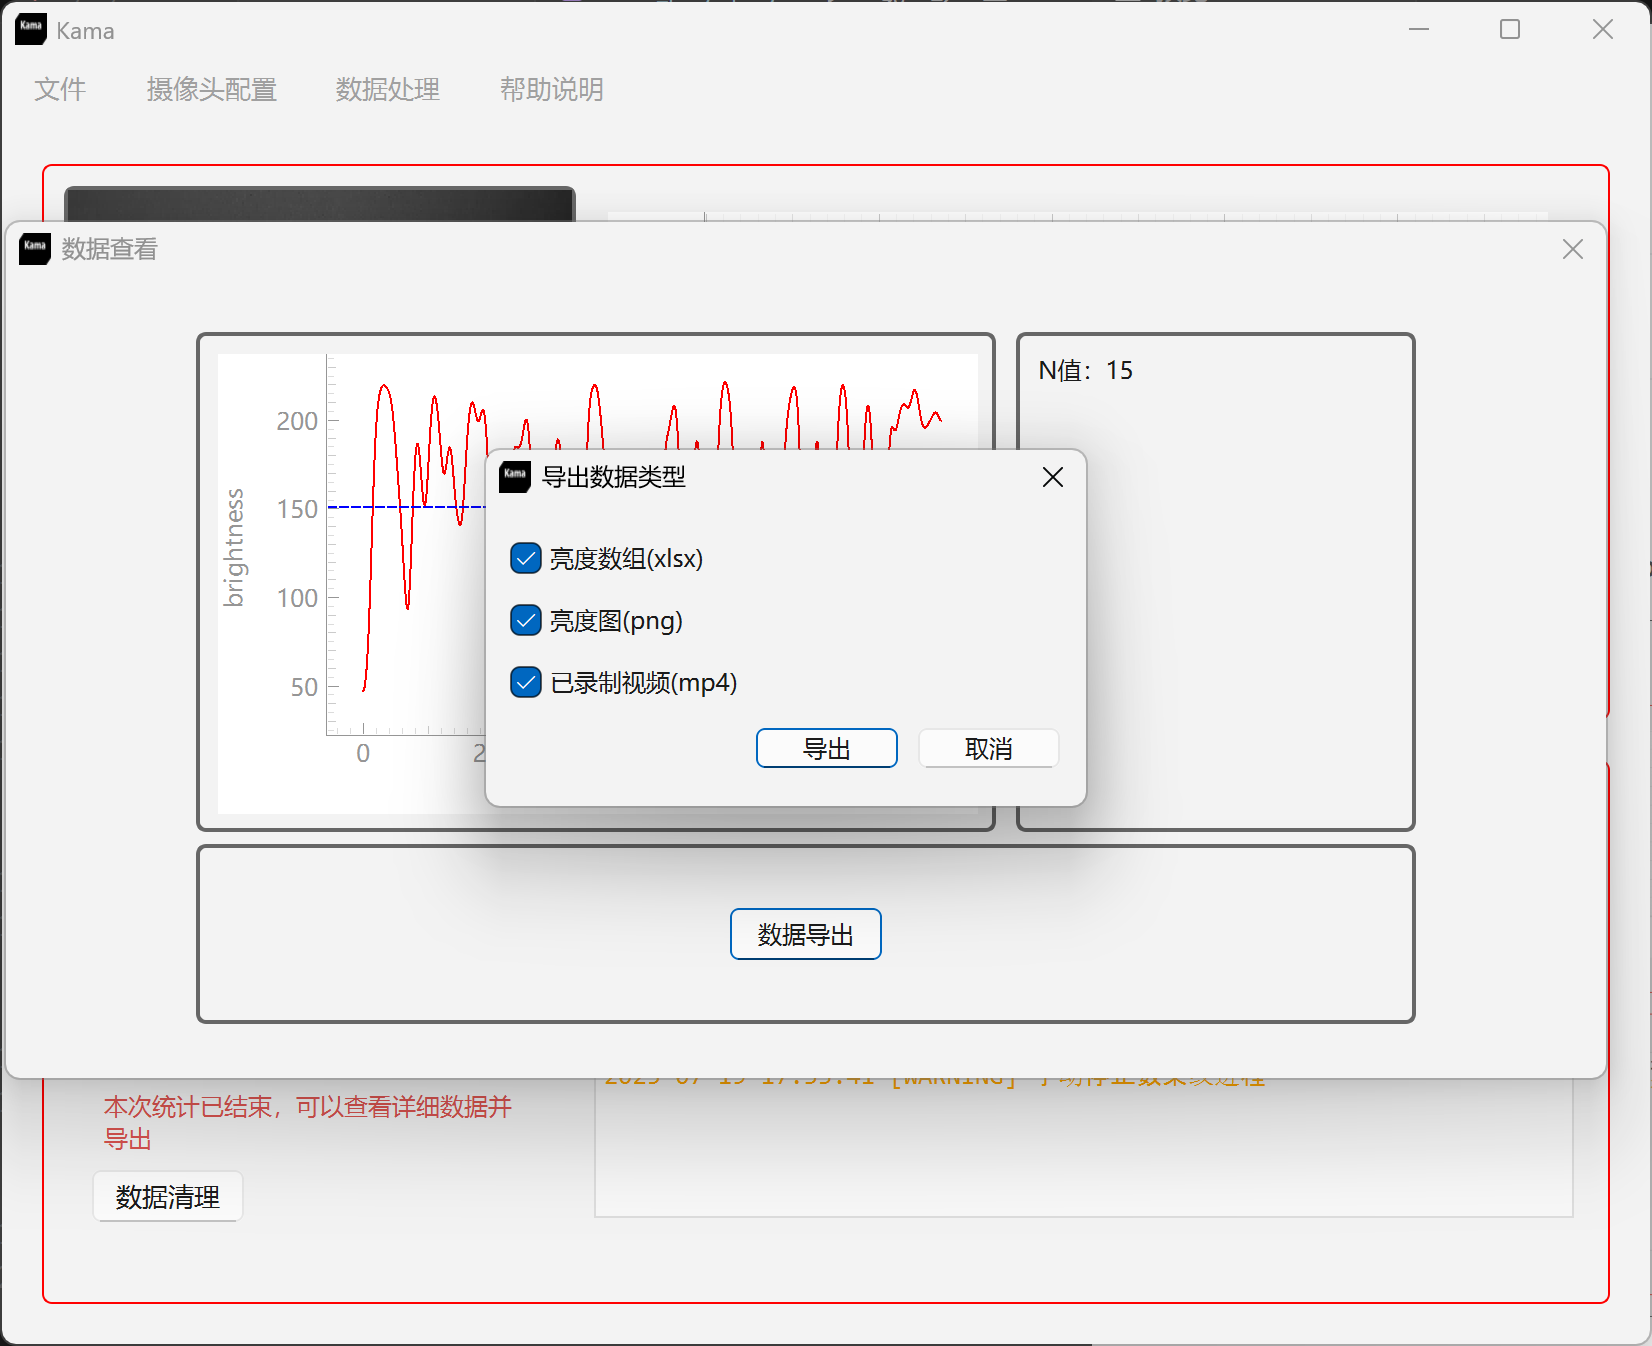 Kama
Kama
文件 摄像头配置 数据处理 帮助说明
Kama
数据查看
N值：15
200
150
100
50
brightness
0
2
Kama
导出数据类型
亮度数组(xlsx)
亮度图(png)
已录制视频(mp4)
导出 取消
数据导出
本次统计已结束，可以查看详细数据并
导出
数据清理